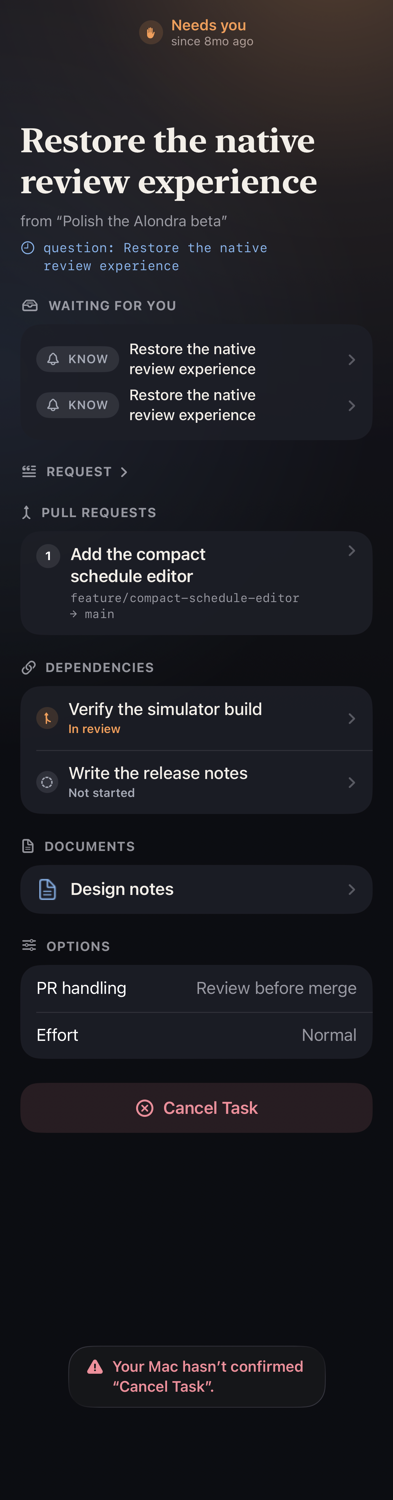 Needs you
since 8mo ago
Restore the native
review experience
from “Polish the Alondra beta”
question: Restore the native
review experience
WAITING FOR YOU
KNOW
Restore the native
review experience
KNOW
Restore the native
review experience
REQUEST
PULL REQUESTS
1
Add the compact
schedule editor
feature/compact-schedule-editor
→ main
DEPENDENCIES
Verify the simulator build
In review
Write the release notes
Not started
DOCUMENTS
Design notes
OPTIONS
PR handling
Review before merge
Effort
Normal
Cancel Task
Your Mac hasn’t confirmed
“Cancel Task”.